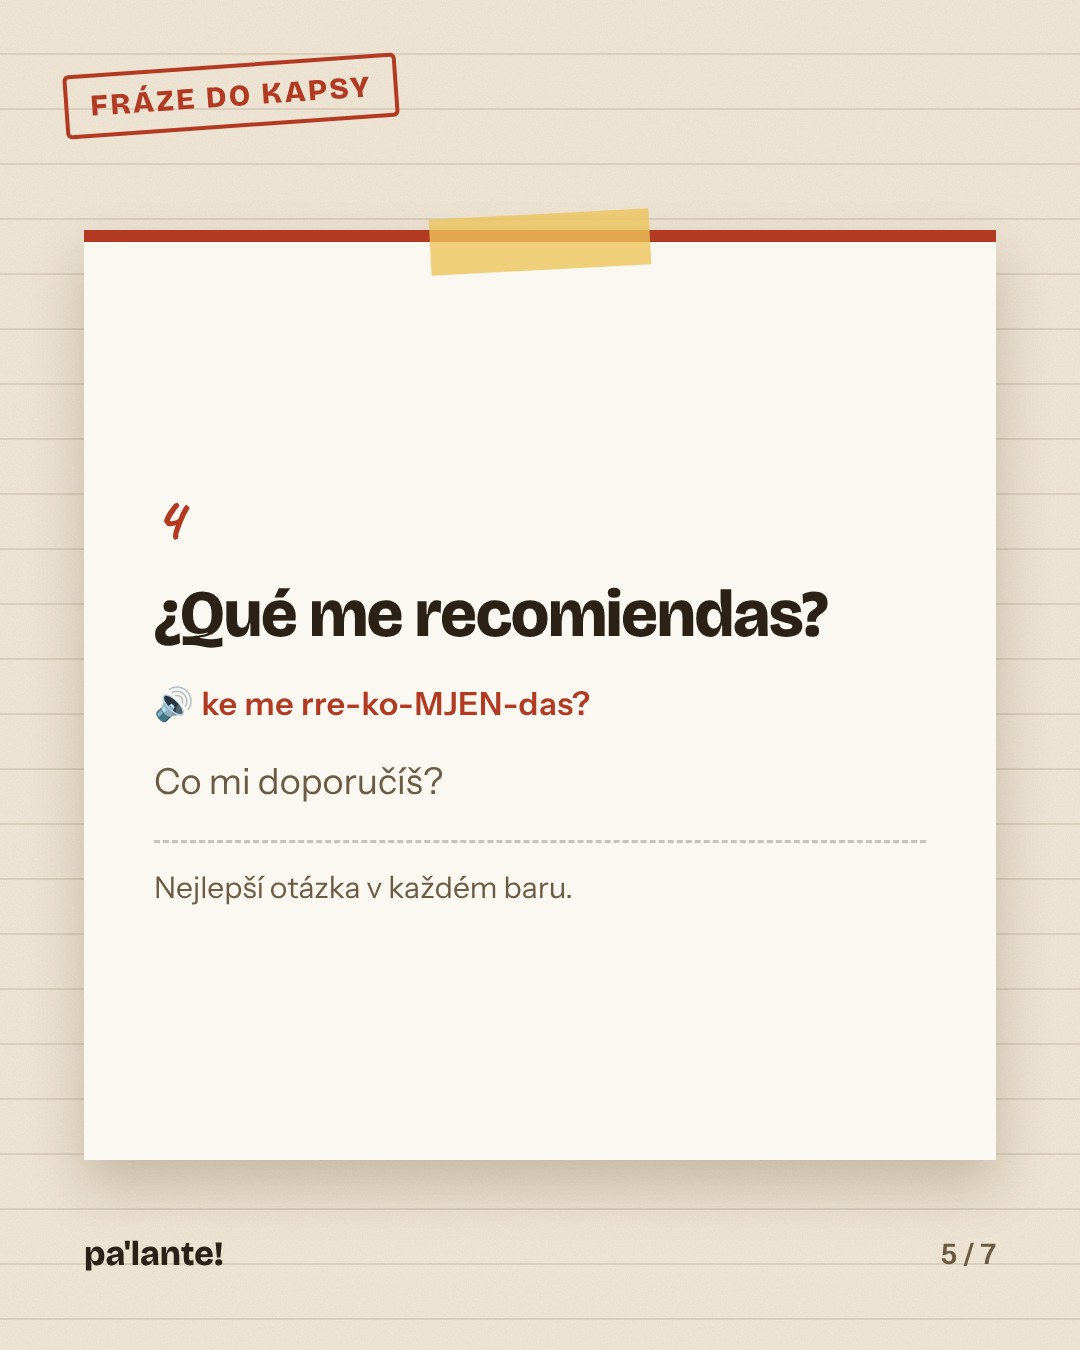 FRÁZE DO KAPSY
4
¿Qué me recomiendas?
🔊 ke me rre-ko-MJEN-das?
Co mi doporučíš?
Nejlepší otázka v každém baru.
pa'lante!
5 / 7